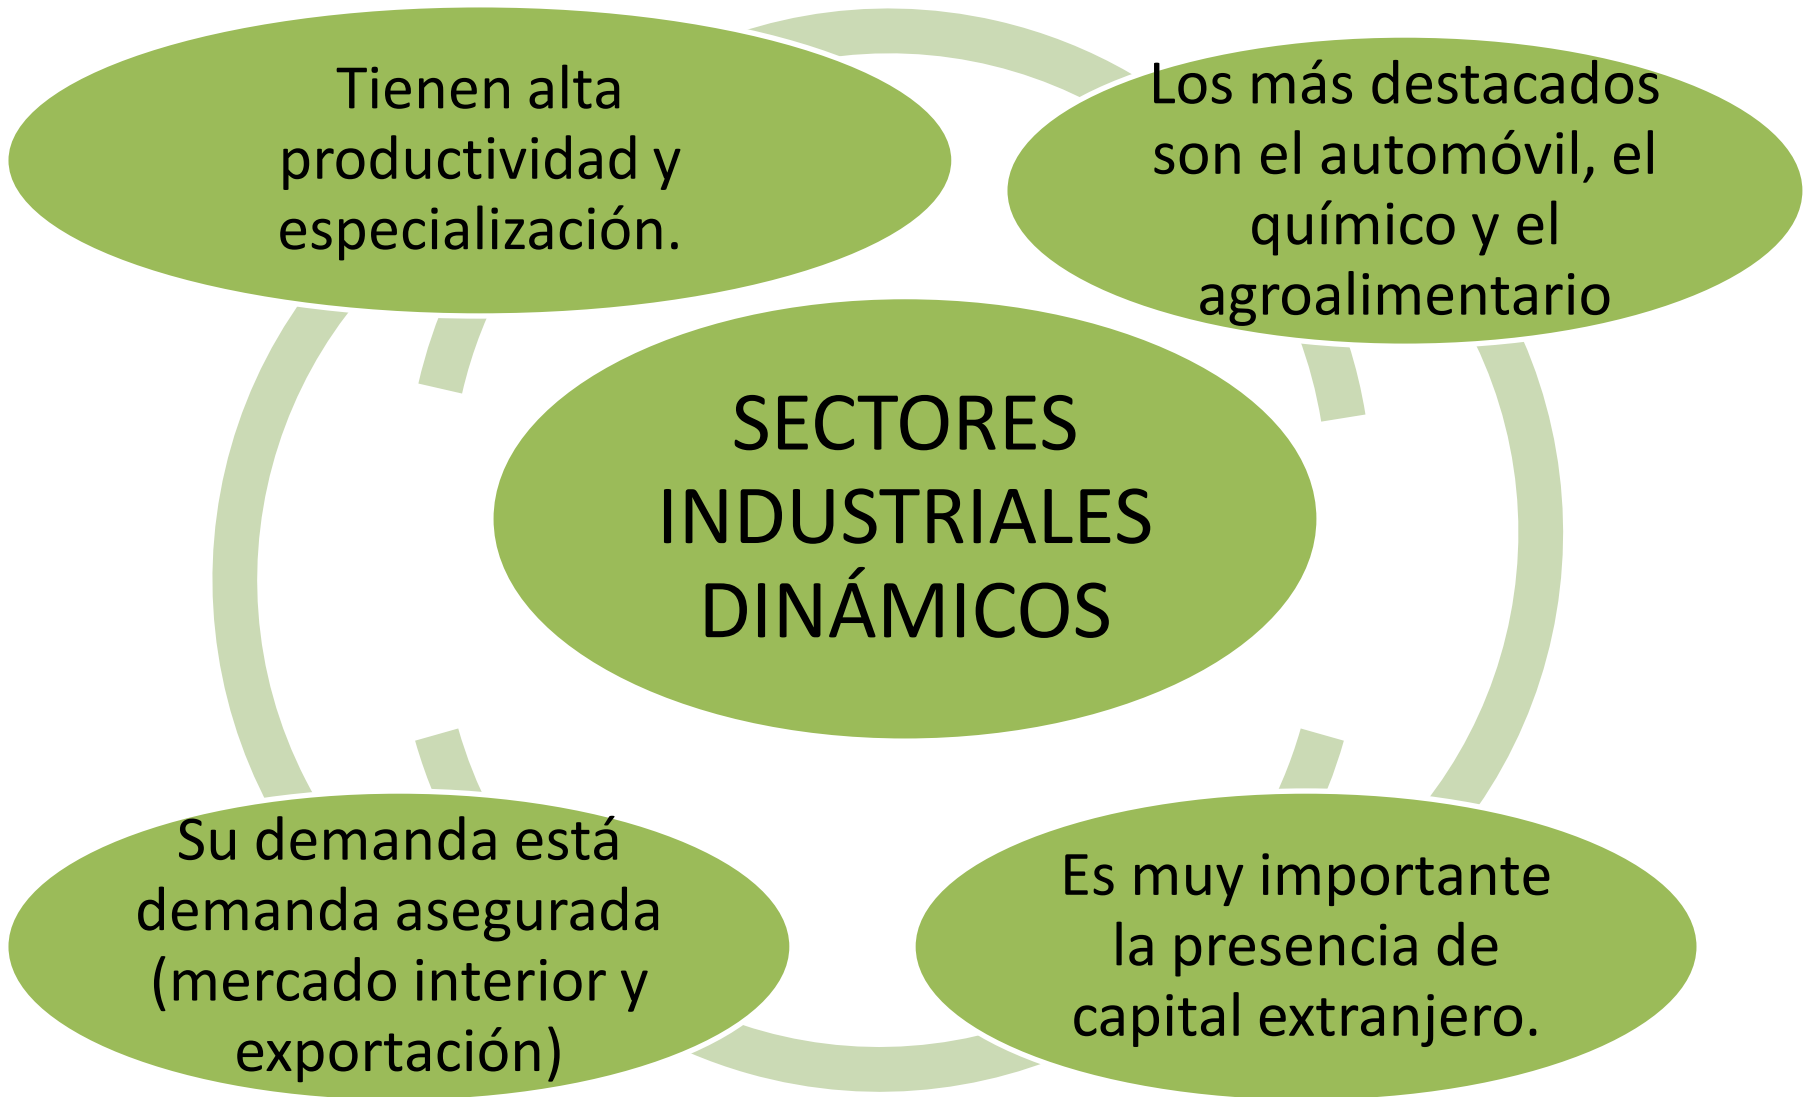 Tienen alta
productividad y
especialización.
Los más destacados
son el automóvil, el
químico y el
agroalimentario
SECTORES
INDUSTRIALES
DINÁMICOS
Su demanda está
demanda asegurada
(mercado interior y
exportación)
Es muy importante
la presencia de
capital extranjero.